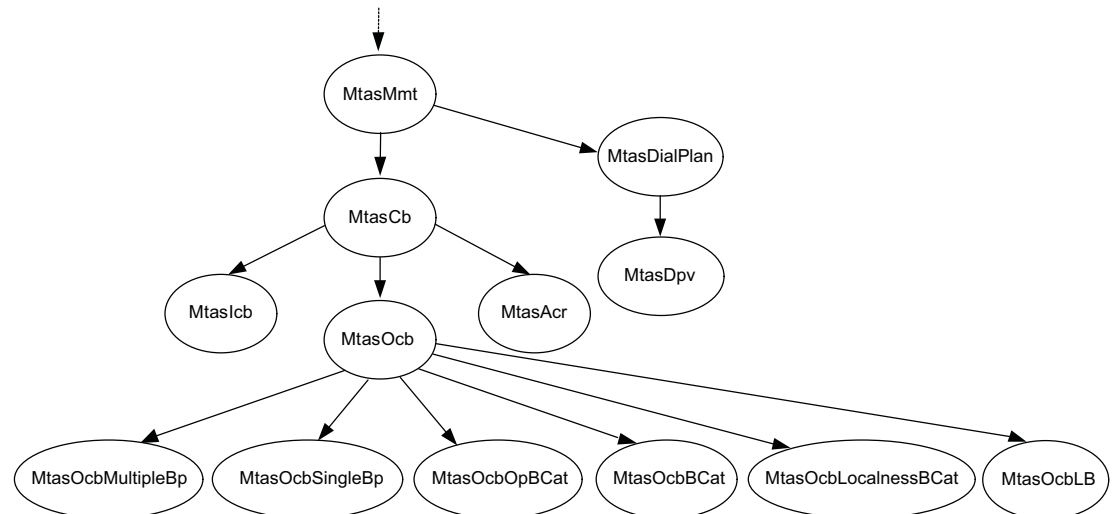 MtasMmt
MtasDialPlan
MtasCb
MtasDpv
MtasIcb
MtasAcr
MtasOcb
MtasOcbMultipleBp
MtasOcbSingleBp
MtasOcbOpBCat
MtasOcbBCat
MtasOcbLocalnessBCat
MtasOcbLB